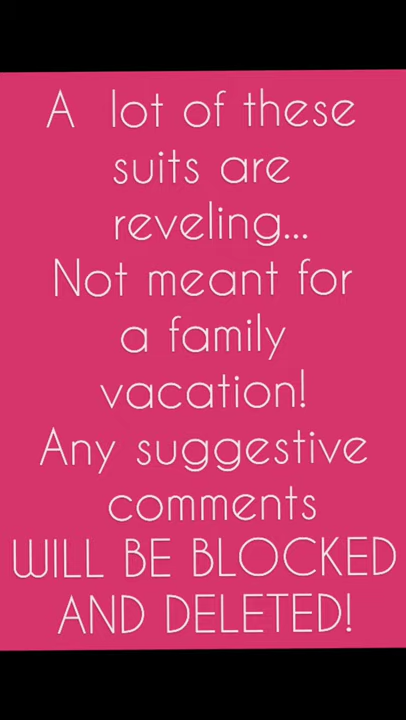 A lot of these
suits are
reveling...
Not meant for
a family
vacation!
Any suggestive
comments
WILL BE BLOCKED
AND DELETED!